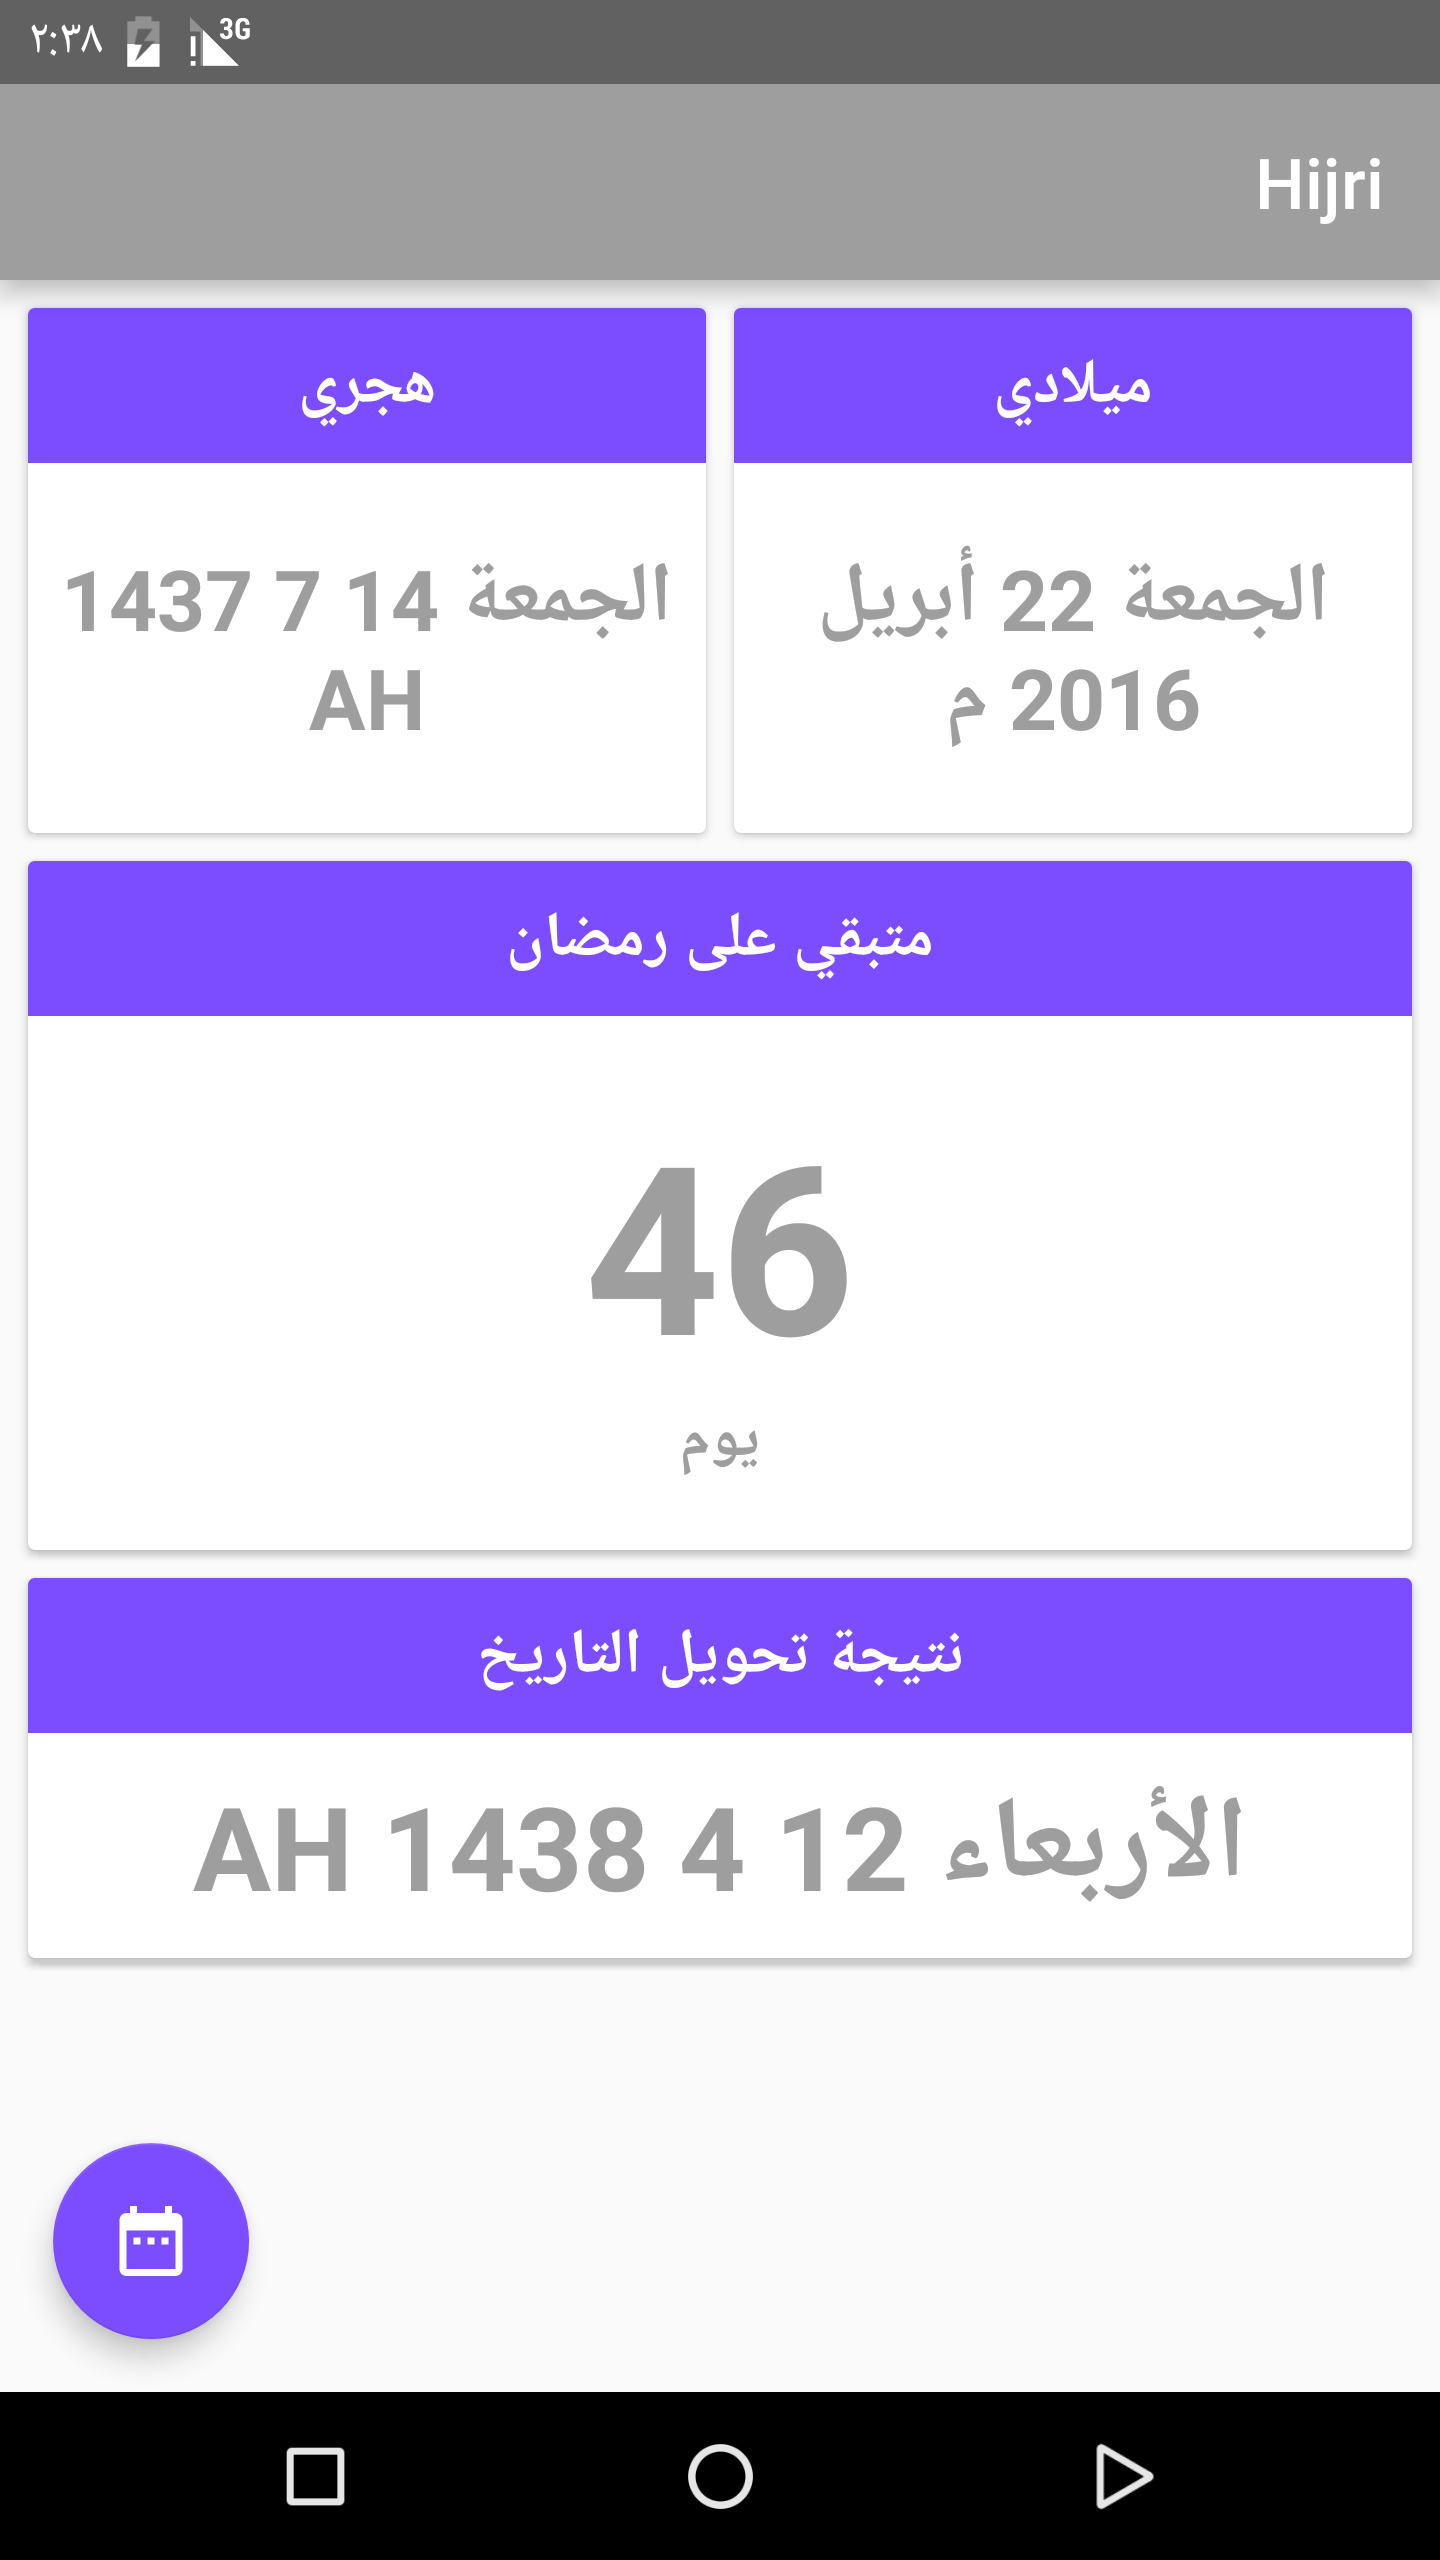 ٢:٣٨
3G
Hijri
ميلادي
الجمعة 22 أبريل
2016 م
هجري
الجمعة 14 7 1437
AH
متبقي على رمضان
46
يوم
نتيجة تحويل التاريخ
الأربعاء 12 4 1438 AH